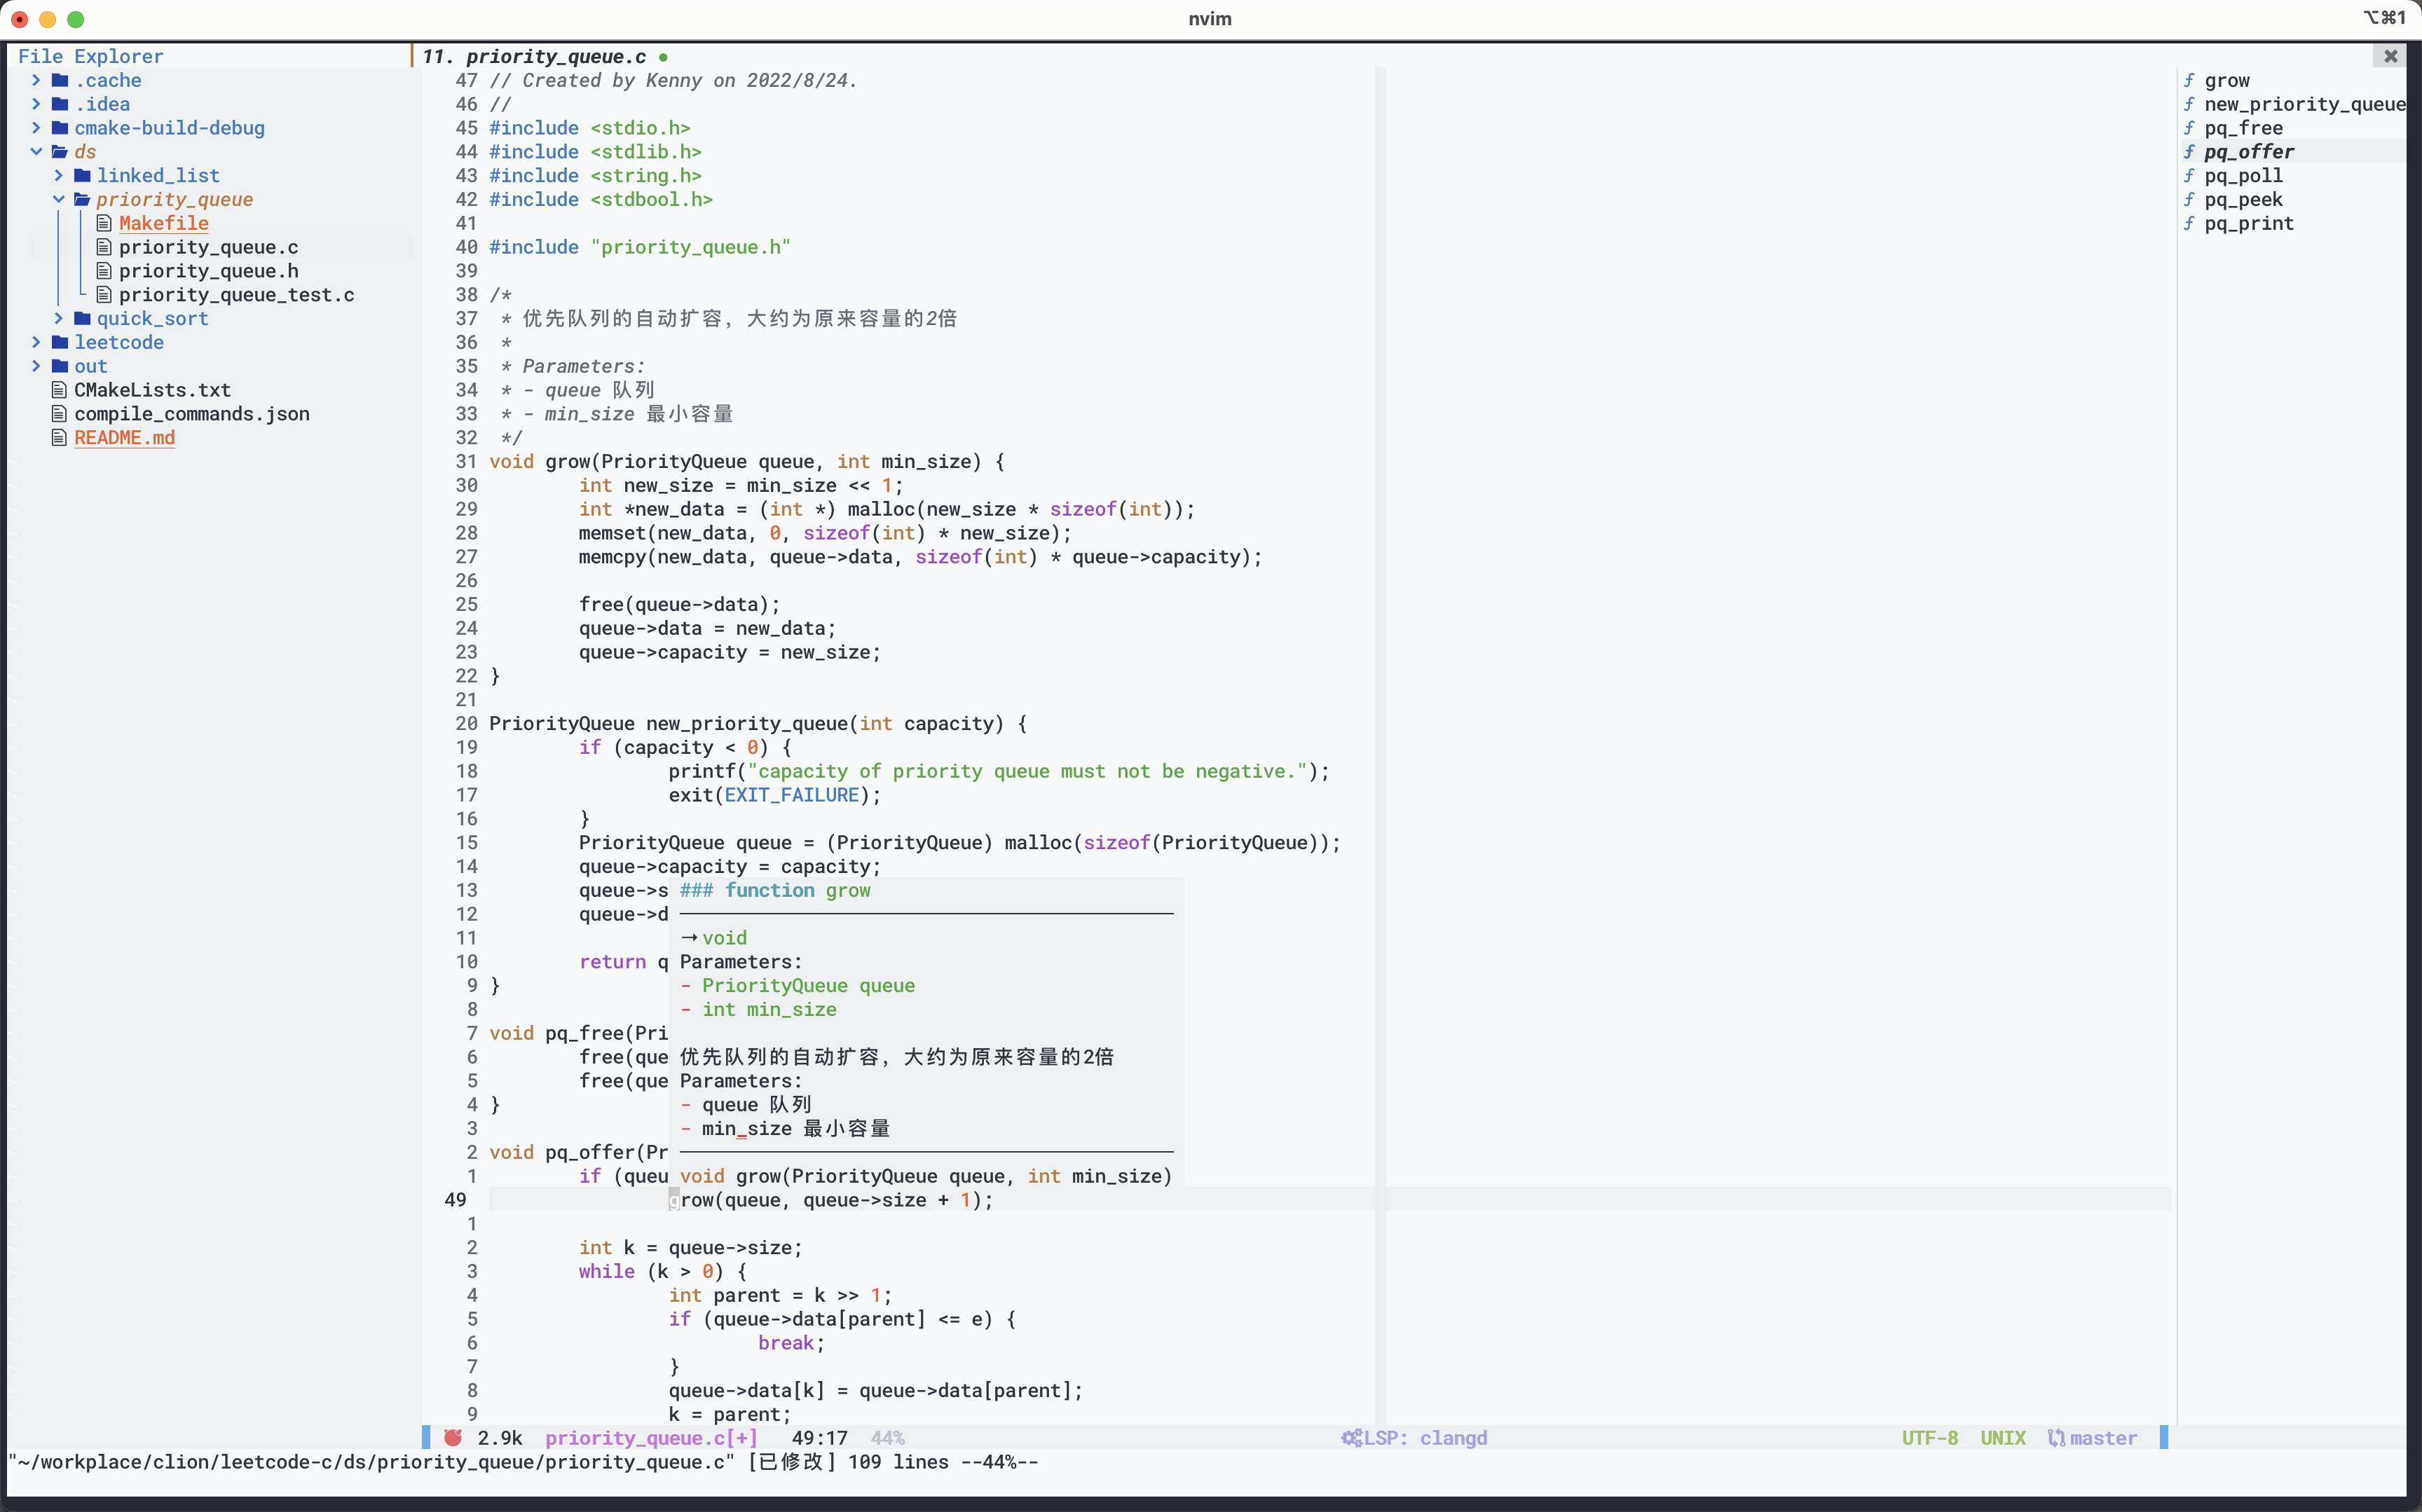 nvim
⌥⌘1
File Explorer
.cache
.idea
cmake-build-debug
ds
linked_list
priority_queue
Makefile
priority_queue.c
priority_queue.h
priority_queue_test.c
quick_sort
leetcode
out
CMakeLists.txt
compile_commands.json
README.md
11. priority_queue.c ●
47 // Created by Kenny on 2022/8/24.
46 //
45 #include <stdio.h>
44 #include <stdlib.h>
43 #include <string.h>
42 #include <stdbool.h>
41
40 #include "priority_queue.h"
39
38 /*
37  * 优先队列的自动扩容，大约为原来容量的2倍
36  *
35  * Parameters:
34  * - queue 队列
33  * - min_size 最小容量
32  */
31 void grow(PriorityQueue queue, int min_size) {
30         int new_size = min_size << 1;
29         int *new_data = (int *) malloc(new_size * sizeof(int));
28         memset(new_data, 0, sizeof(int) * new_size);
27         memcpy(new_data, queue->data, sizeof(int) * queue->capacity);
26
25         free(queue->data);
24         queue->data = new_data;
23         queue->capacity = new_size;
22 }
21
20 PriorityQueue new_priority_queue(int capacity) {
19         if (capacity < 0) {
18                 printf("capacity of priority queue must not be negative.");
17                 exit(EXIT_FAILURE);
16         }
15         PriorityQueue queue = (PriorityQueue) malloc(sizeof(PriorityQueue));
14         queue->capacity = capacity;
13         queue->s
12         queue->d
11
10         return q
9 }
8
7 void pq_free(Pri
6         free(que
5         free(que
4 }
3
2 void pq_offer(Pr
1         if (queu
### function grow
→ void
Parameters:
- PriorityQueue queue
- int min_size
优先队列的自动扩容，大约为原来容量的2倍
Parameters:
- queue 队列
- min_size 最小容量
void grow(PriorityQueue queue, int min_size)
49                 grow(queue, queue->size + 1);
1
2         int k = queue->size;
3         while (k > 0) {
4                 int parent = k >> 1;
5                 if (queue->data[parent] <= e) {
6                         break;
7                 }
8                 queue->data[k] = queue->data[parent];
9                 k = parent;
grow
new_priority_queue
pq_free
pq_offer
pq_poll
pq_peek
pq_print
2.9k priority_queue.c[+] 49:17 44% LSP: clangd UTF-8 UNIX master
"~/workplace/clion/leetcode-c/ds/priority_queue/priority_queue.c" [已修改] 109 lines --44%--